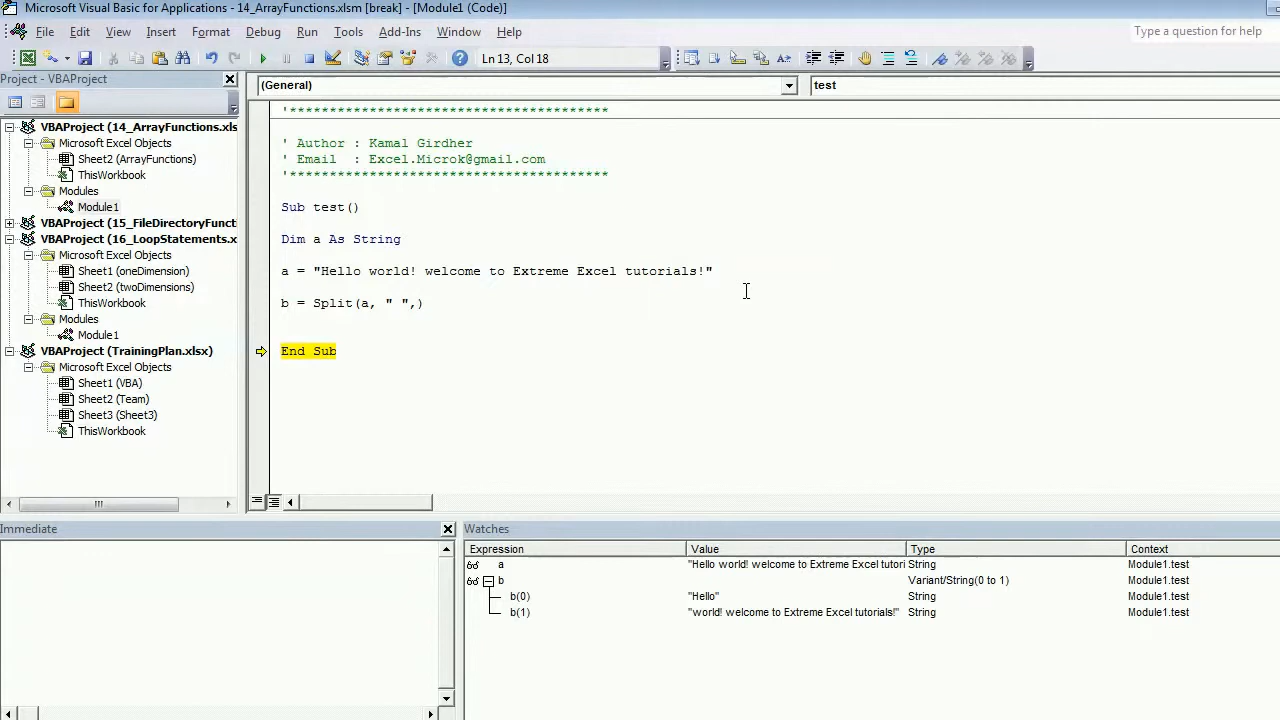 Microsoft Visual Basic for Applications - 14_ArrayFunctions.xlsm [break] - [Module1 (Code)]
File Edit View Insert Format Debug Run Tools Add-Ins Window Help
Type a question for help
Ln 13, Col 18
Project - VBAProject
(General)
test
VBAProject (14_ArrayFunctions.xls
Microsoft Excel Objects
Sheet2 (ArrayFunctions)
ThisWorkbook
Modules
Module1
VBAProject (15_FileDirectoryFuncti
VBAProject (16_LoopStatements.x
Microsoft Excel Objects
Sheet1 (oneDimension)
Sheet2 (twoDimensions)
ThisWorkbook
Modules
Module1
VBAProject (TrainingPlan.xlsx)
Microsoft Excel Objects
Sheet1 (VBA)
Sheet2 (Team)
Sheet3 (Sheet3)
ThisWorkbook
'***************************************
' Author : Kamal Girdher
' Email  : Excel.Microk@gmail.com
'***************************************
Sub test()
Dim a As String
a = "Hello world! welcome to Extreme Excel tutorials!"
b = Split(a, " ",)
End Sub
Immediate
Watches
Expression Value Type Context
a "Hello world! welcome to Extreme Excel tutori String Module1.test
b Variant/String(0 to 1) Module1.test
b(0) "Hello" String Module1.test
b(1) "world! welcome to Extreme Excel tutorials!" String Module1.test